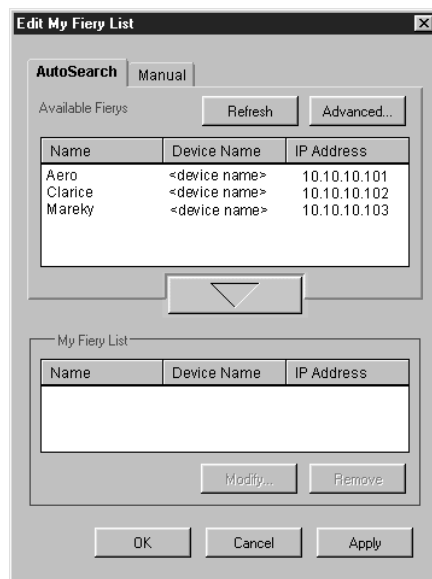 Edit My Fiery List
AutoSearch Manual
Available Fierys Refresh Advanced...
Name Device Name IP Address
Aero <device name> 10.10.10.101
Clarice <device name> 10.10.10.102
Mareky <device name> 10.10.10.103
My Fiery List
Name Device Name IP Address
Modify... Remove
OK Cancel Apply